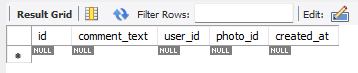 Result Grid Filter Rows: Edit:
id comment_text user_id photo_id created_at
NULL NULL NULL NULL NULL